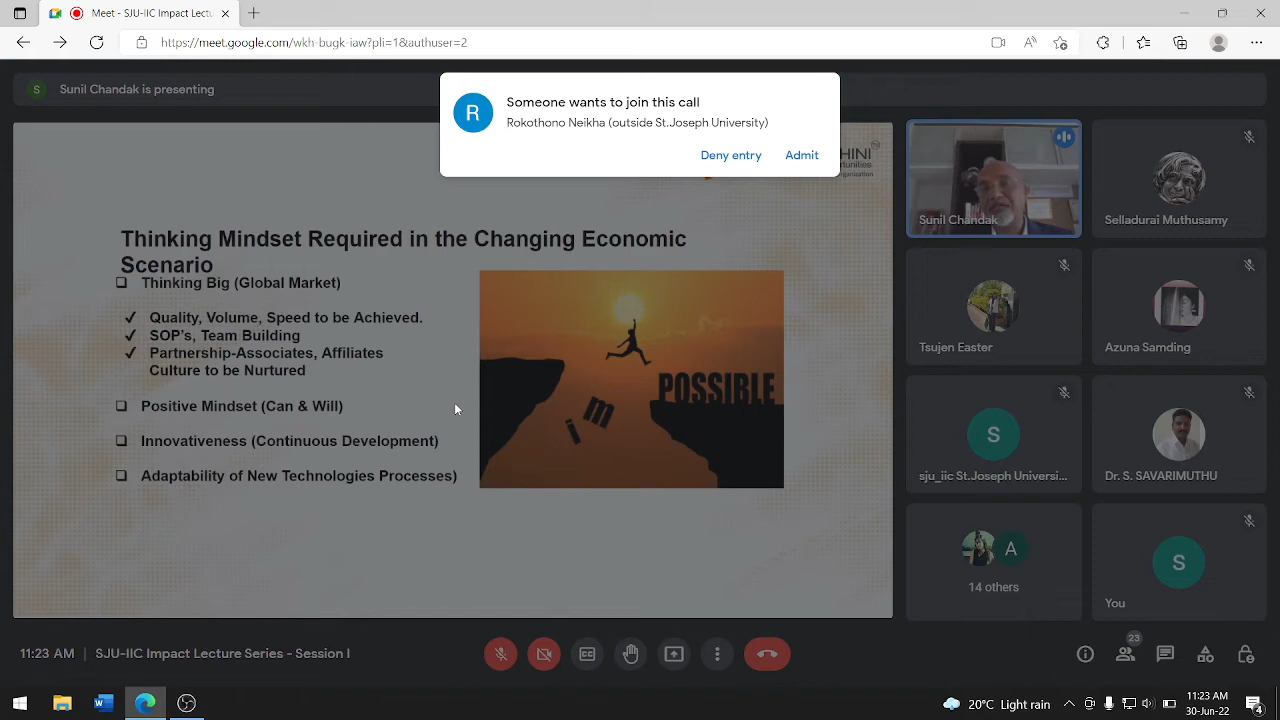 Meet - SJU-IIC Impact Lectu
https://meet.google.com/wkh-bugk-iaw?pli=1&authuser=2
S
Sunil Chandak is presenting
R
Someone wants to join this call
Rokothono Neikha (outside St.Joseph University)
Deny entry
Admit
HINI
Thinking Mindset Required in the Changing Economic
Scenario
Thinking Big (Global Market)
Quality, Volume, Speed to be Achieved.
SOP's, Team Building
Partnership-Associates, Affiliates
Culture to be Nurtured
Positive Mindset (Can & Will)
Innovativeness (Continuous Development)
Adaptability of New Technologies Processes)
im
POSSIBLE
Sunil Chandak
Selladurai Muthusamy
Tsujen Easter
Azuna Samding
S
sju_iic St.Joseph Universi...
Dr. S. SAVARIMUTHU
A
14 others
S
You
11:23 AM | SJU-IIC Impact Lecture Series - Session I
CC
23
20°C Light rain
11:23 AM
30-Jun-22
4